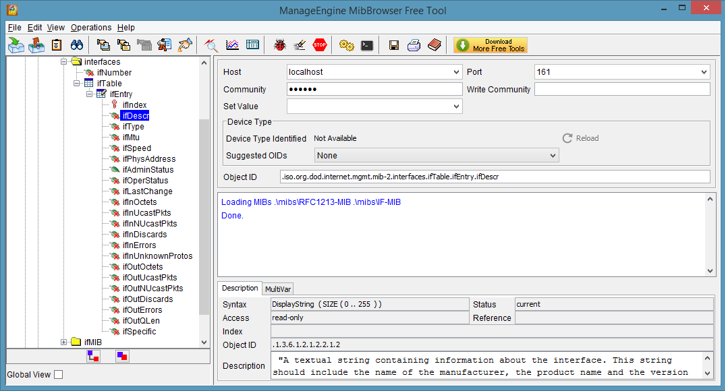 ManageEngine MibBrowser Free Tool
File Edit View Operations Help
STOP
Download
More Free Tools
interfaces
ifNumber
ifTable
ifEntry
ifIndex
ifDescr
ifType
ifMtu
ifSpeed
ifPhysAddress
ifAdminStatus
ifOperStatus
ifLastChange
ifInOctets
ifInUcastPkts
ifInNUcastPkts
ifInDiscards
ifInErrors
ifInUnknownProtos
ifOutOctets
ifOutUcastPkts
ifOutNUcastPkts
ifOutDiscards
ifOutErrors
ifOutQLen
ifSpecific
ifMIB
Global View
Host localhost Port 161
Community •••••• Write Community
Set Value
Device Type
Device Type Identified Not Available Reload
Suggested OIDs None
Object ID .iso.org.dod.internet.mgmt.mib-2.interfaces.ifTable.ifEntry.ifDescr
Loading MIBs .\mibs\RFC1213-MIB .\mibs\IF-MIB
Done.
Description MultiVar
Syntax DisplayString ( SIZE ( 0 .. 255 ) ) Status current
Access read-only Reference
Index
Object ID .1.3.6.1.2.1.2.2.1.2
Description "A textual string containing information about the interface. This string
should include the name of the manufacturer, the product name and the version